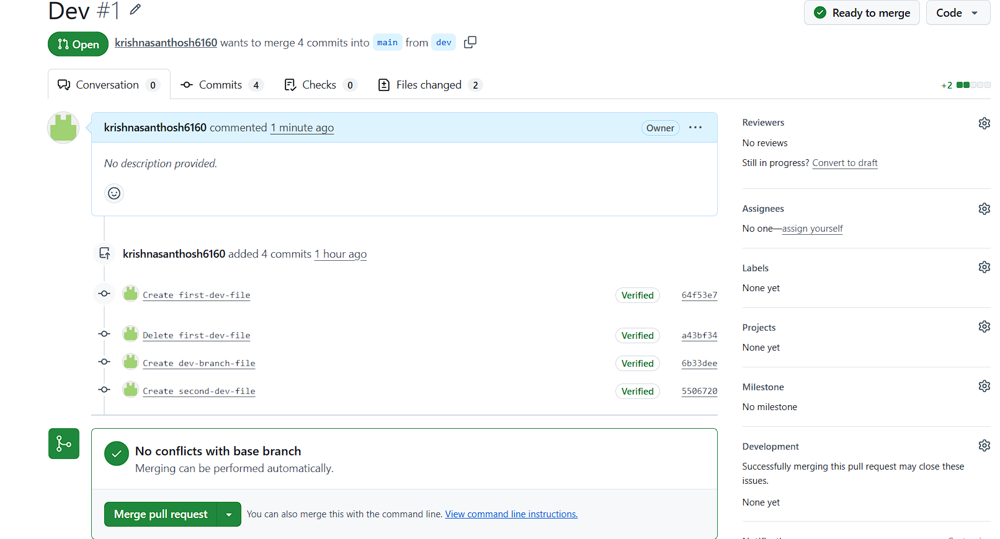 Dev #1
Ready to merge
Code
Open
krishnasanthosh6160 wants to merge 4 commits into main from dev
Conversation 0
Commits 4
Checks 0
Files changed 2
+2
krishnasanthosh6160 commented 1 minute ago
Owner
No description provided.
krishnasanthosh6160 added 4 commits 1 hour ago
Create first-dev-file Verified 64f53e7
Delete first-dev-file Verified a43bf34
Create dev-branch-file Verified 6b33dee
Create second-dev-file Verified 5506720
No conflicts with base branch
Merging can be performed automatically.
Merge pull request
You can also merge this with the command line. View command line instructions.
Reviewers
No reviews
Still in progress? Convert to draft
Assignees
No one—assign yourself
Labels
None yet
Projects
None yet
Milestone
No milestone
Development
Successfully merging this pull request may close these
issues.
None yet